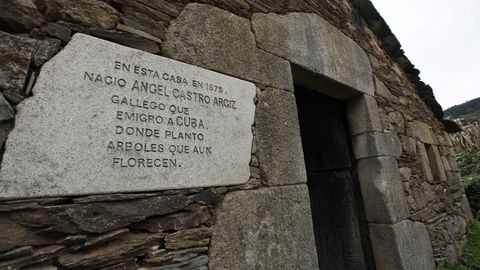 EN ESTA CASA EN 1875,
NACIO ANGEL CASTRO ARGIZ
GALLEGO QUE
EMIGRO A CUBA,
DONDE PLANTO
ARBOLES QUE AUN
FLORECEN.